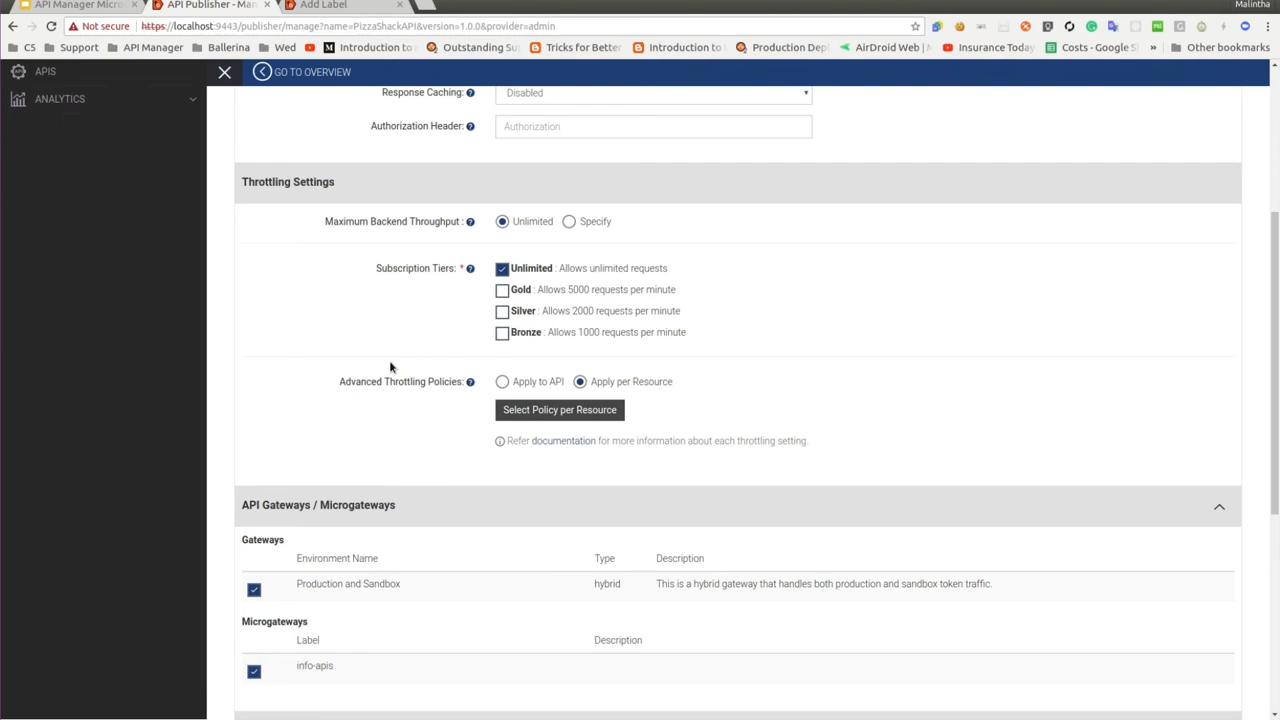 API Manager Micro
API Publisher - Man
Add Label
Malintha
Not secure https://localhost:9443/publisher/manage?name=PizzaShackAPI&version=1.0.0&provider=admin
C5 Support API Manager Ballerina Wed Introduction to Outstanding Su Tricks for Better Introduction to Production Dep AirDroid Web | Insurance Today Costs - Google S » Other bookmarks
APIS
GO TO OVERVIEW
ANALYTICS
Response Caching: Disabled
Authorization Header: Authorization
Throttling Settings
Maximum Backend Throughput : Unlimited Specify
Subscription Tiers: * Unlimited : Allows unlimited requests
Gold : Allows 5000 requests per minute
Silver : Allows 2000 requests per minute
Bronze : Allows 1000 requests per minute
Advanced Throttling Policies: Apply to API Apply per Resource
Select Policy per Resource
Refer documentation for more information about each throttling setting.
API Gateways / Microgateways
Gateways
Environment Name Type Description
Production and Sandbox hybrid This is a hybrid gateway that handles both production and sandbox token traffic.
Microgateways
Label Description
info-apis